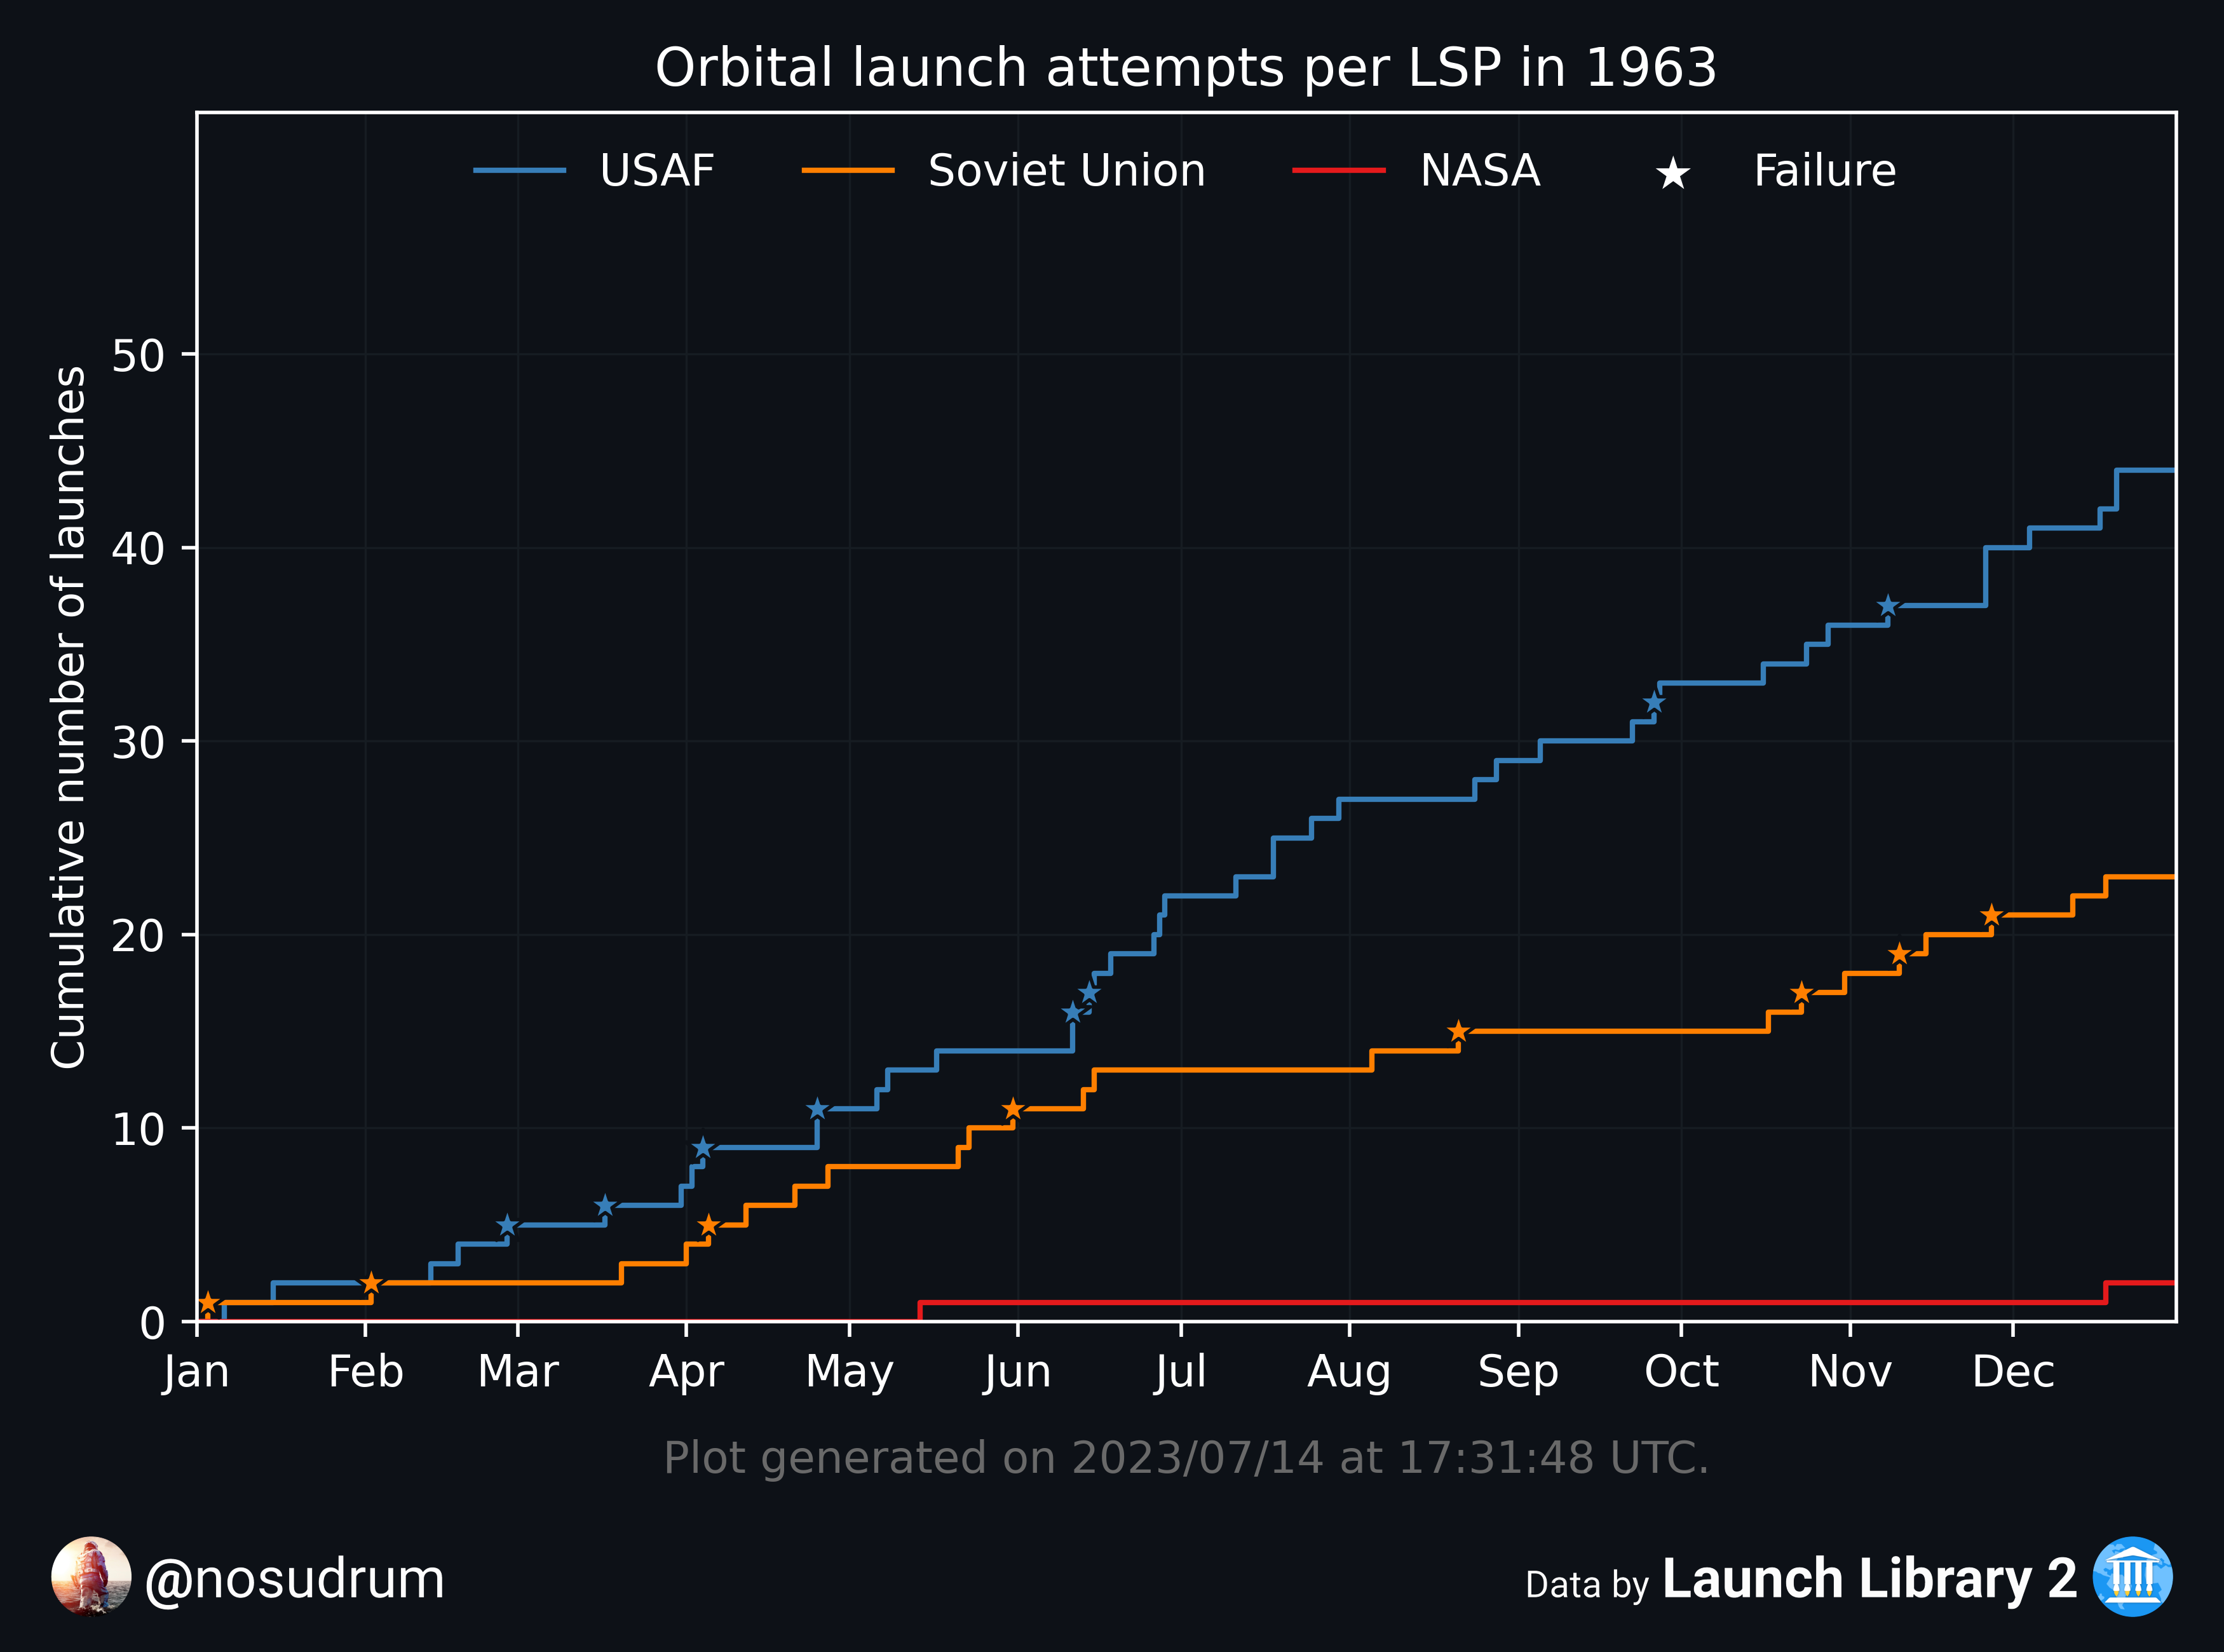 Orbital launch attempts per LSP in 1963
USAF Soviet Union NASA Failure
Cumulative number of launches
50
40
30
20
10
0
Jan Feb Mar Apr May Jun Jul Aug Sep Oct Nov Dec
Plot generated on 2023/07/14 at 17:31:48 UTC.
@nosudrum
Data by Launch Library 2